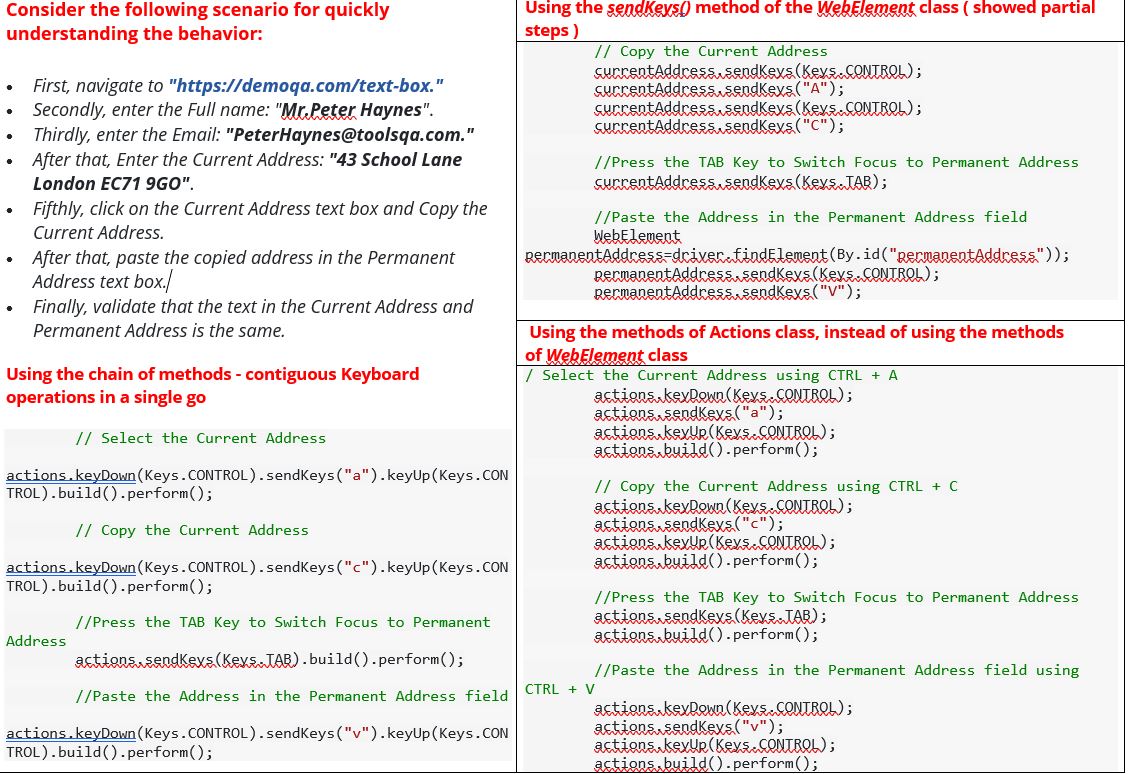 Consider the following scenario for quickly
understanding the behavior:
• First, navigate to "https://demoqa.com/text-box."
• Secondly, enter the Full name: "Mr.Peter Haynes".
• Thirdly, enter the Email: "PeterHaynes@toolsqa.com."
• After that, Enter the Current Address: "43 School Lane
London EC71 9GO".
• Fifthly, click on the Current Address text box and Copy the
Current Address.
• After that, paste the copied address in the Permanent
Address text box.
• Finally, validate that the text in the Current Address and
Permanent Address is the same.
Using the chain of methods - contiguous Keyboard
operations in a single go
// Select the Current Address
actions.keyDown(Keys.CONTROL).sendKeys("a").keyUp(Keys.CON
TROL).build().perform();
// Copy the Current Address
actions.keyDown(Keys.CONTROL).sendKeys("c").keyUp(Keys.CON
TROL).build().perform();
//Press the TAB Key to Switch Focus to Permanent
Address
actions.sendKeys(Keys.TAB).build().perform();
//Paste the Address in the Permanent Address field
actions.keyDown(Keys.CONTROL).sendKeys("v").keyUp(Keys.CON
TROL).build().perform();
Using the sendKeys() method of the WebElement class ( showed partial
steps )
// Copy the Current Address
currentAddress.sendKeys(Keys.CONTROL);
currentAddress.sendKeys("A");
currentAddress.sendKeys(Keys.CONTROL);
currentAddress.sendKeys("C");
//Press the TAB Key to Switch Focus to Permanent Address
currentAddress.sendKeys(Keys.TAB);
//Paste the Address in the Permanent Address field
WebElement
permanentAddress=driver.findElement(By.id("permanentAddress"));
permanentAddress.sendKeys(Keys.CONTROL);
permanentAddress.sendKeys("V");
Using the methods of Actions class, instead of using the methods
of WebElement class
/ Select the Current Address using CTRL + A
actions.keyDown(Keys.CONTROL);
actions.sendKeys("a");
actions.keyUp(Keys.CONTROL);
actions.build().perform();
// Copy the Current Address using CTRL + C
actions.keyDown(Keys.CONTROL);
actions.sendKeys("c");
actions.keyUp(Keys.CONTROL);
actions.build().perform();
//Press the TAB Key to Switch Focus to Permanent Address
actions.sendKeys(Keys.TAB);
actions.build().perform();
//Paste the Address in the Permanent Address field using
CTRL + V
actions.keyDown(Keys.CONTROL);
actions.sendKeys("v");
actions.keyUp(Keys.CONTROL);
actions.build().perform();